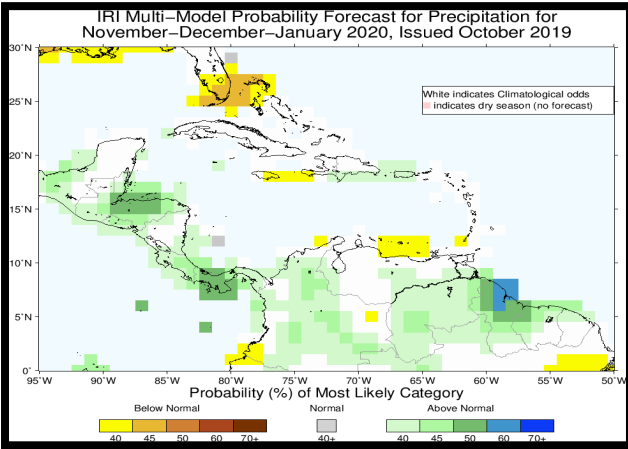 IRI Multi-Model Probability Forecast for Precipitation for
November-December-January 2020, Issued October 2019
White indicates Climatological odds
indicates dry season (no forecast)
30˚N
25˚N
20˚N
15˚N
10˚N
5˚N
0˚
95˚W 90˚W 85˚W 80˚W 75˚W 70˚W 65˚W 60˚W 55˚W 50˚W
Probability (%) of Most Likely Category
Below Normal Normal Above Normal
40 45 50 60 70+ 40+ 40 45 50 60 70+